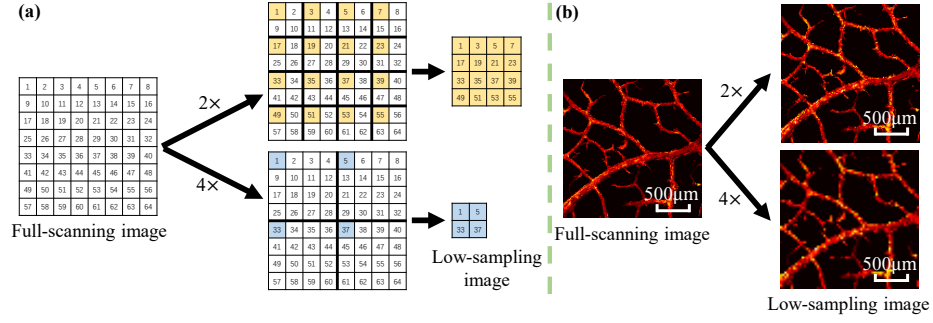 (a)
1 2 3 4 5 6 7 8
9 10 11 12 13 14 15 16
17 18 19 20 21 22 23 24
25 26 27 28 29 30 31 32
33 34 35 36 37 38 39 40
41 42 43 44 45 46 47 48
49 50 51 52 53 54 55 56
57 58 59 60 61 62 63 64
Full-scanning image
2×
4×
1 2 3 4 5 6 7 8
9 10 11 12 13 14 15 16
17 18 19 20 21 22 23 24
25 26 27 28 29 30 31 32
33 34 35 36 37 38 39 40
41 42 43 44 45 46 47 48
49 50 51 52 53 54 55 56
57 58 59 60 61 62 63 64
1 3 5 7
17 19 21 23
33 35 37 39
49 51 53 55
1 2 3 4 5 6 7 8
9 10 11 12 13 14 15 16
17 18 19 20 21 22 23 24
25 26 27 28 29 30 31 32
33 34 35 36 37 38 39 40
41 42 43 44 45 46 47 48
49 50 51 52 53 54 55 56
57 58 59 60 61 62 63 64
1 5
33 37
Low-sampling
image
(b)
500μm
Full-scanning image
2×
4×
500μm
500μm
Low-sampling image